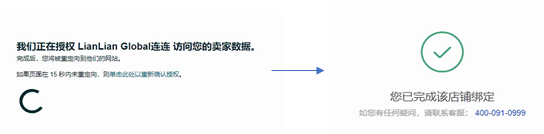 我们正在授权 LianLian Global连连 访问您的卖家数据。
完成后，您将被重定向到他们的网站。
如果页面在 15 秒内未重定向，则单击此处以重新确认授权。
您已完成该店铺绑定
如您有任何疑问，请联系客服： 400-091-0999